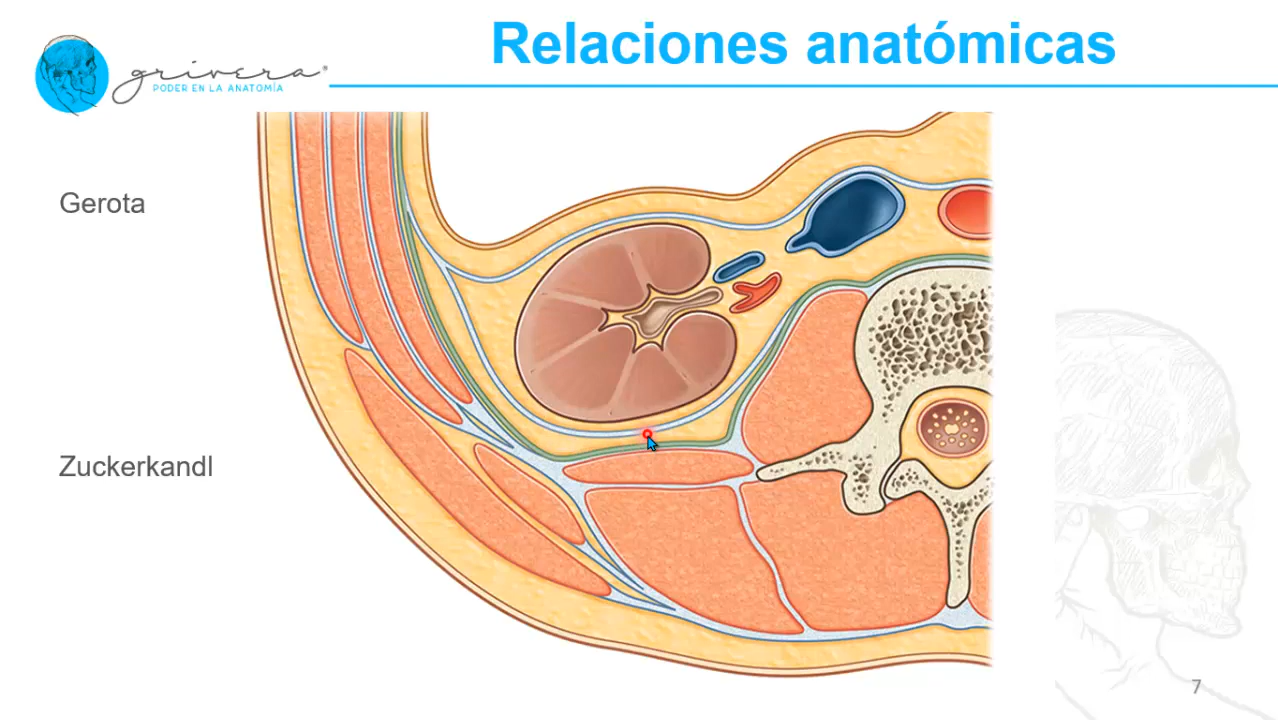 Relaciones anatómicas
grivera®
PODER EN LA ANATOMÍA
Gerota
Zuckerkandl
7